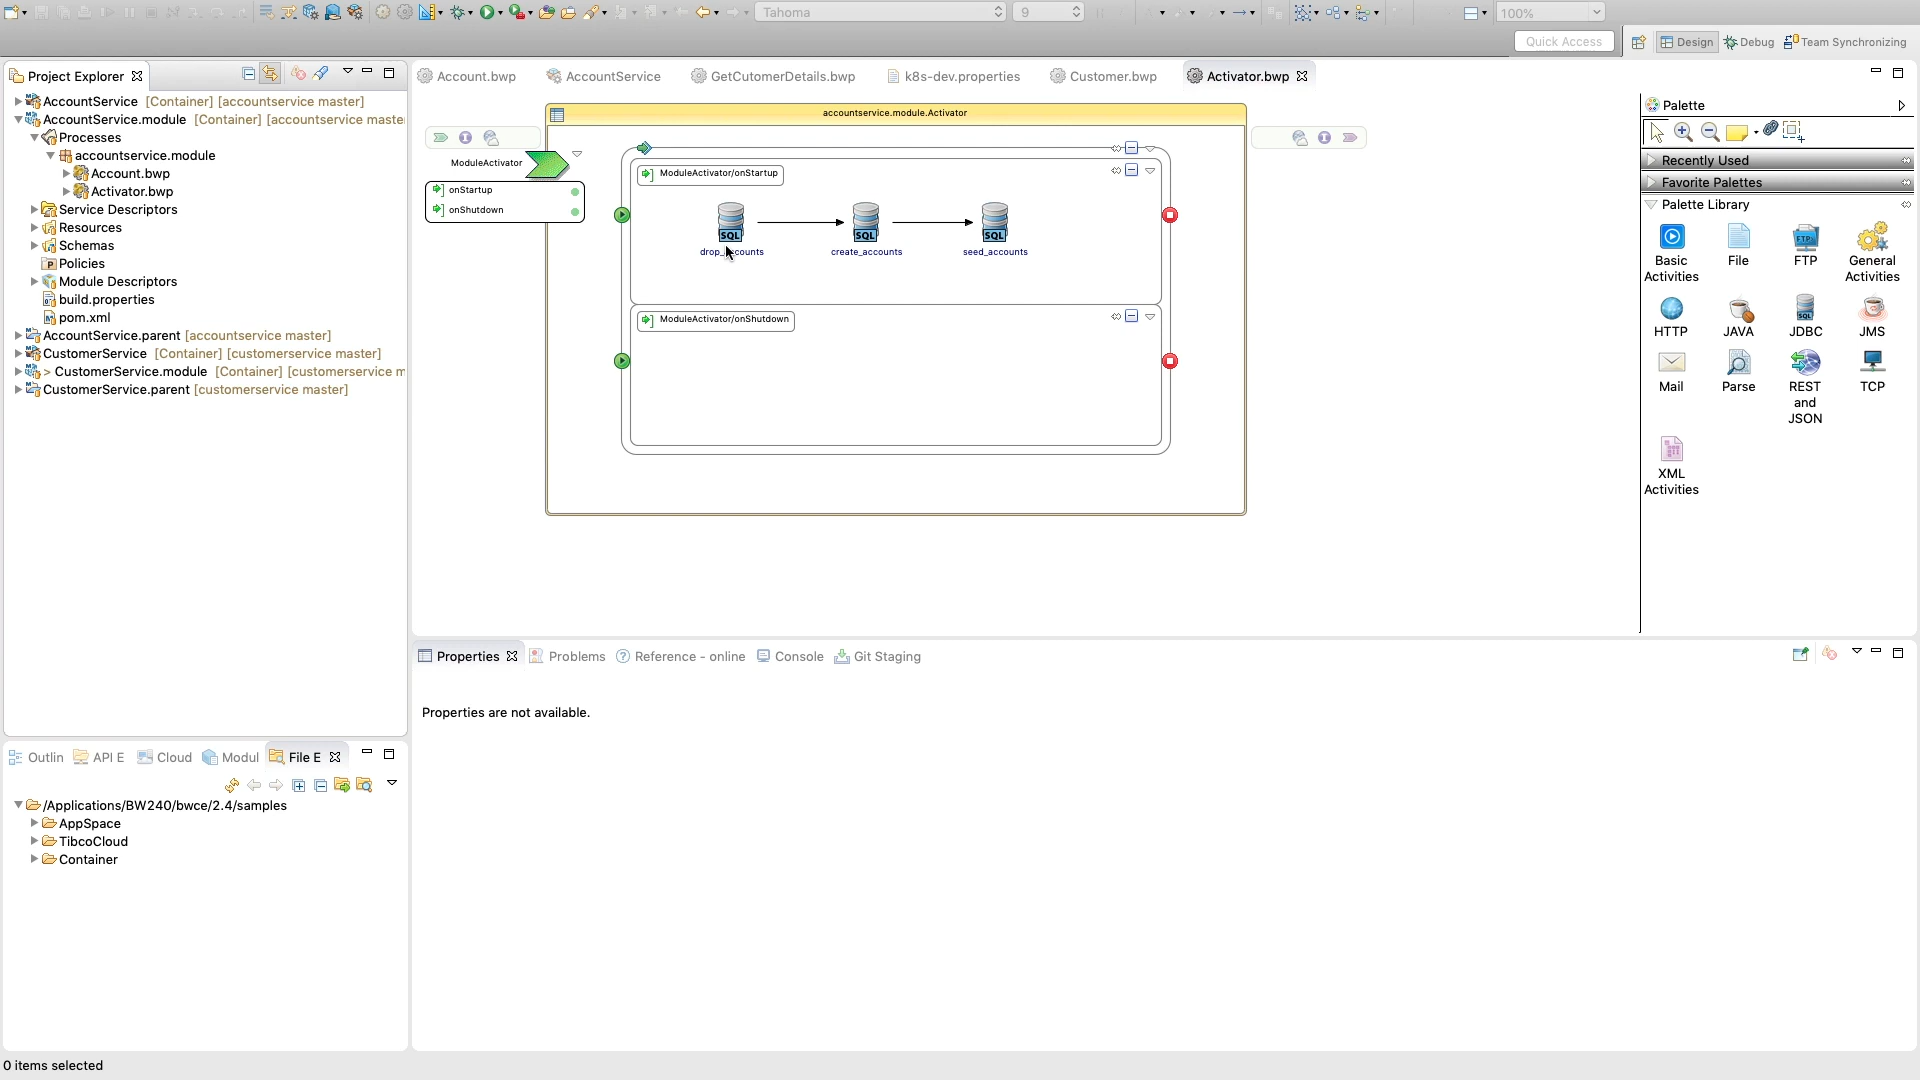 Tahoma
9
100%
Quick Access
Design
Debug
Team Synchronizing
Project Explorer
AccountService [Container] [accountservice master]
AccountService.module [Container] [accountservice maste
Processes
accountservice.module
Account.bwp
Activator.bwp
Service Descriptors
Resources
Schemas
Policies
Module Descriptors
build.properties
pom.xml
AccountService.parent [accountservice master]
CustomerService [Container] [customerservice master]
> CustomerService.module [Container] [customerservice m
CustomerService.parent [customerservice master]
Account.bwp
AccountService
GetCutomerDetails.bwp
k8s-dev.properties
Customer.bwp
Activator.bwp
accountservice.module.Activator
ModuleActivator
onStartup
onShutdown
ModuleActivator/onStartup
SQL
SQL
SQL
create_accounts
seed_accounts
ModuleActivator/onShutdown
Palette
Recently Used
Favorite Palettes
Palette Library
Basic
Activities
File
FTP
FTP
General
Activities
HTTP
JAVA
SQL
JDBC
JMS
Mail
Parse
REST
and
JSON
TCP
XML
Activities
Properties
Problems
Reference - online
Console
Git Staging
Properties are not available.
Outlin
API E
Cloud
Modul
File E
/Applications/BW240/bwce/2.4/samples
AppSpace
TibcoCloud
Container
0 items selected